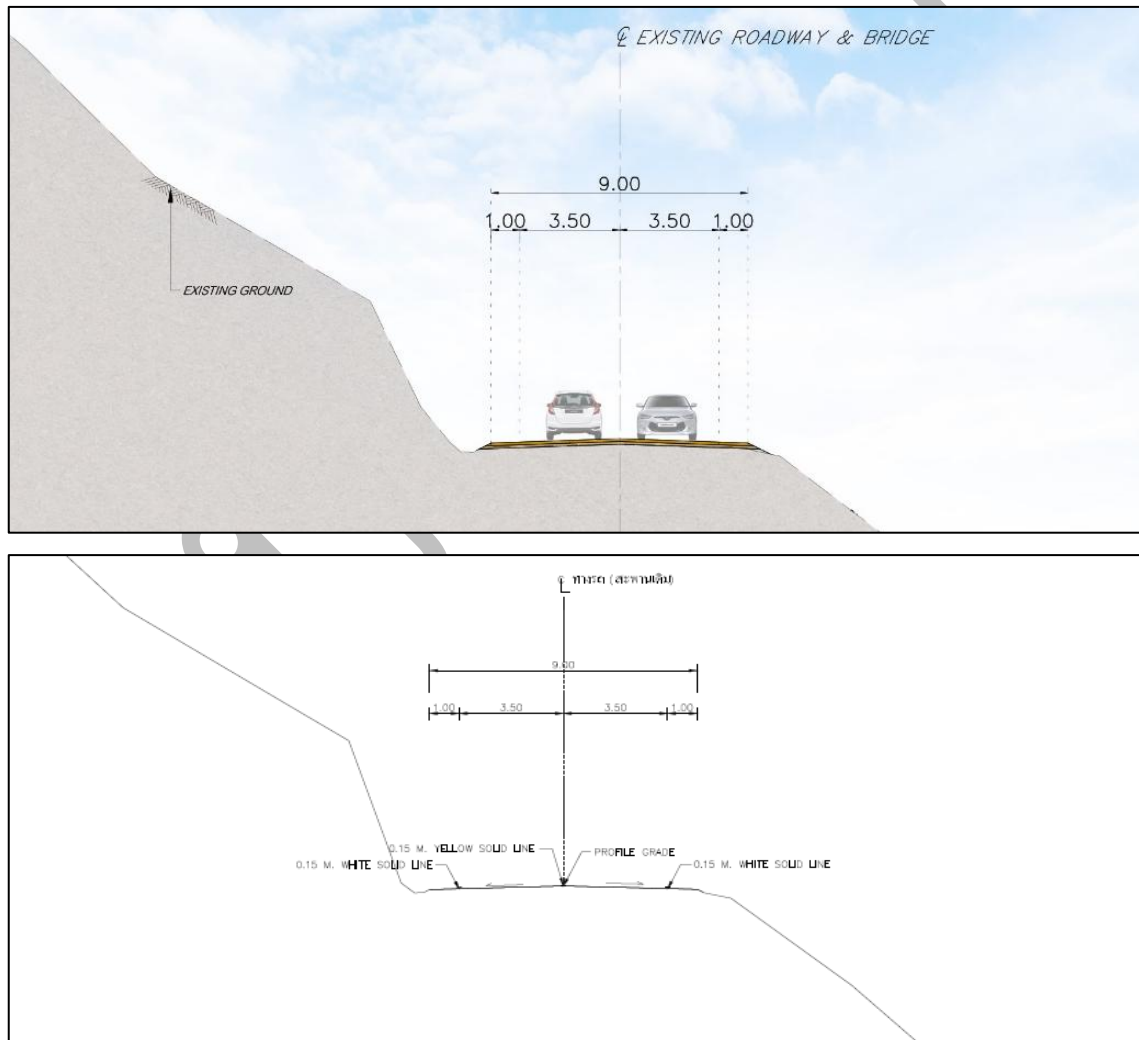 ℄ EXISTING ROADWAY & BRIDGE
9.00
1.00 3.50 3.50 1.00
EXISTING GROUND
℄ ทางรถ (สะพานเดิม)
9.00
1.00 3.50 3.50 1.00
0.15 M. YELLOW SOLID LINE
PROFILE GRADE
0.15 M. WHITE SOLID LINE
0.15 M. WHITE SOLID LINE